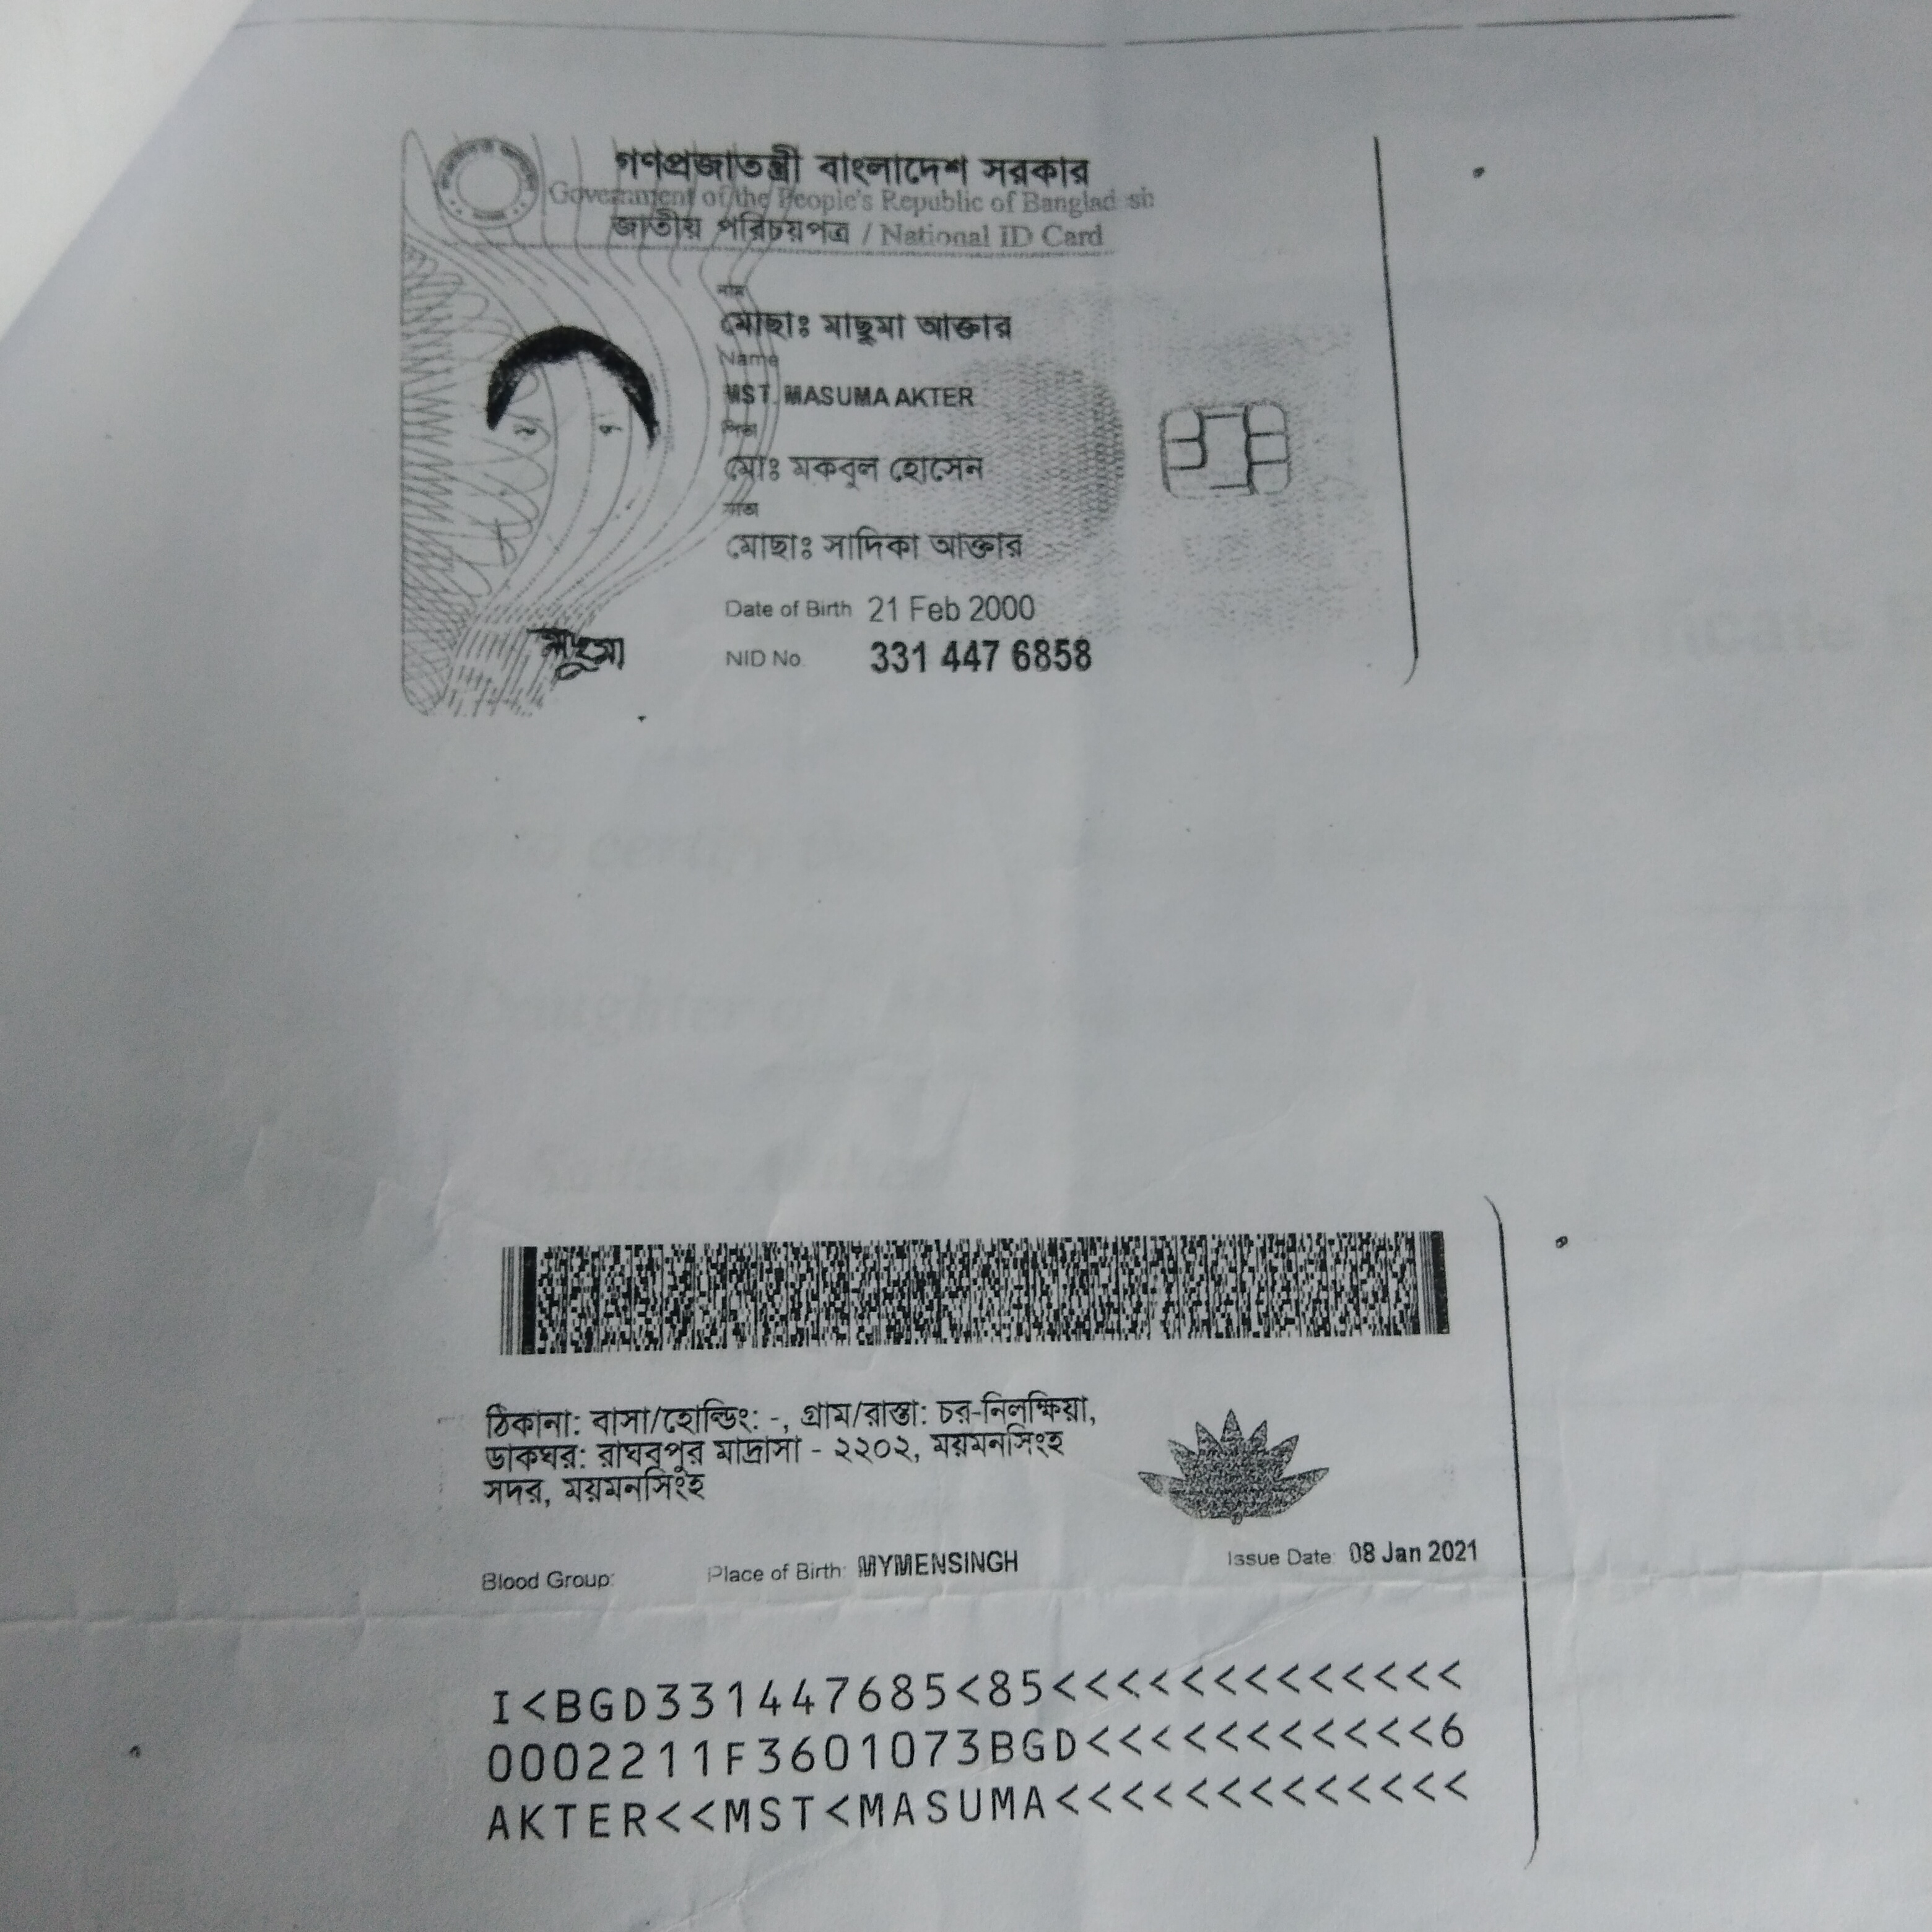 গণপ্রজাতন্ত্রী বাংলাদেশ সরকার
Government of the People's Republic of Bangladesh
জাতীয় পরিচয়পত্র / National ID Card
নাম
মোছাঃ মাছুমা আক্তার
Name
MST. MASUMA AKTER
পিতা
মোঃ মকবুল হোসেন
মাতা
মোছাঃ সাদিকা আক্তার
Date of Birth 21 Feb 2000
NID No. 331 447 6858
মাছুমা
ঠিকানা: বাসা/হোল্ডিং: -, গ্রাম/রাস্তা: চর-নিলক্ষিয়া,
ডাকঘর: রাঘবপুর মাদ্রাসা - ২২০২, ময়মনসিংহ
সদর, ময়মনসিংহ
Blood Group: Place of Birth: MYMENSINGH Issue Date: 08 Jan 2021
I<BGD331447685<85<<<<<<<<<<<<<
0002211F3601073BGD<<<<<<<<<<<6
AKTER<<MST<MASUMA<<<<<<<<<<<<<